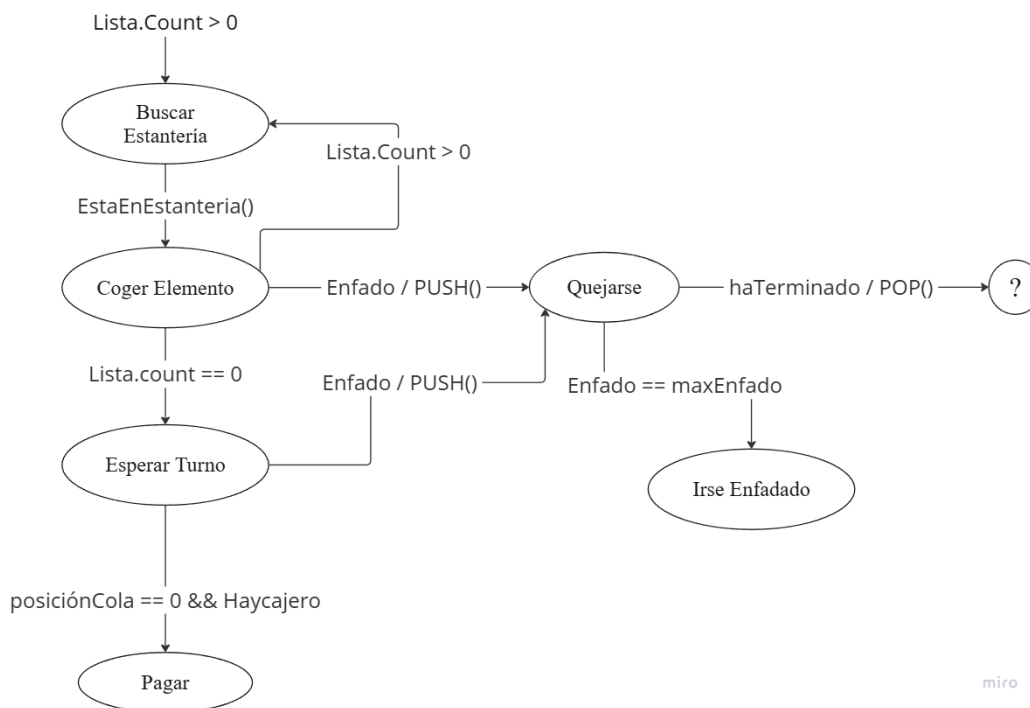 Lista.Count > 0
Buscar
Estantería
Lista.Count > 0
EstaEnEstanteria()
Coger Elemento
Enfado / PUSH()
Quejarse
haTerminado / POP()
?
Lista.count == 0
Enfado / PUSH()
Enfado == maxEnfado
Esperar Turno
Irse Enfadado
posiciónCola == 0 && Haycajero
Pagar
miro